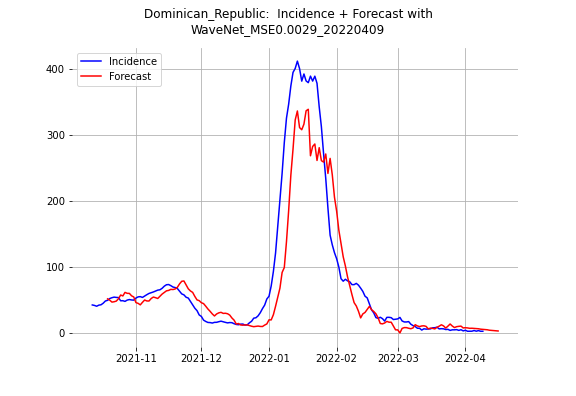 Dominican_Republic:  Incidence + Forecast with
WaveNet_MSE0.0029_20220409
Incidence
Forecast
400
300
200
100
0
2021-11 2021-12 2022-01 2022-02 2022-03 2022-04